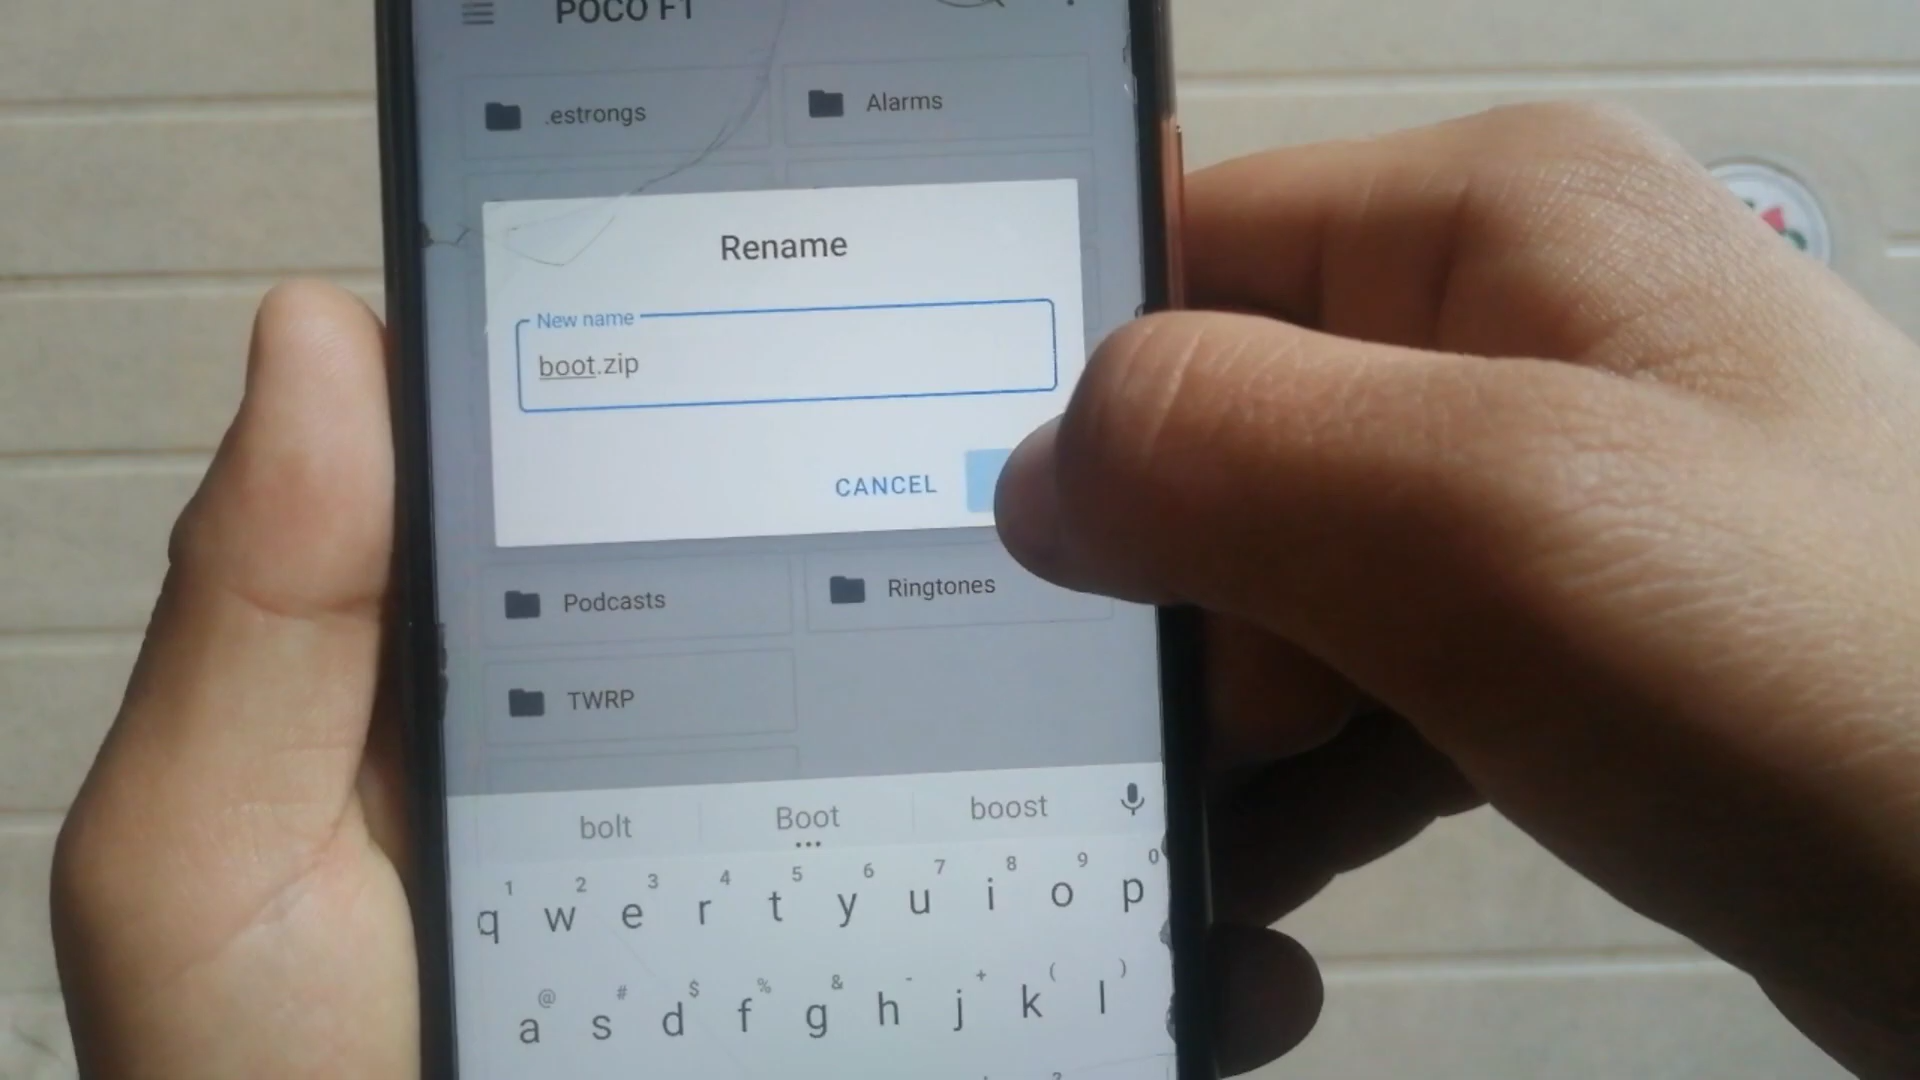 POCO F1
.estrongs
Alarms
Rename
New name
boot.zip
CANCEL
Podcasts
Ringtones
TWRP
bolt
Boot
boost
1 2 3 4 5 6 7 8 9 0
q w e r t y u i o p
@ # $ % & - + ( )
a s d f g h j k l